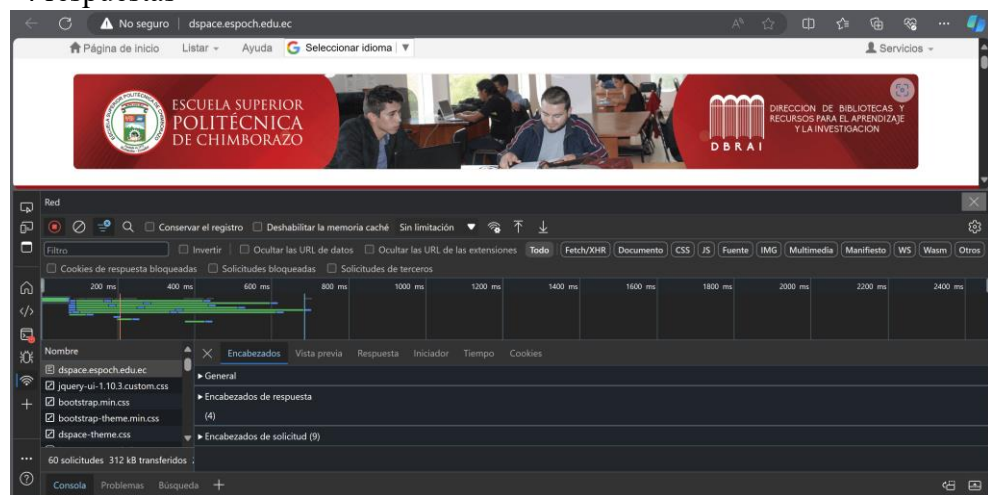 No seguro dspace.espoch.edu.ec
Página de inicio Listar Ayuda G Seleccionar idioma ▼ Servicios
ESCUELA SUPERIOR
POLITÉCNICA
DE CHIMBORAZO
DBRAI
DIRECCION DE BIBLIOTECAS Y
RECURSOS PARA EL APRENDIZAJE
Y LA INVESTIGACION
Red
Conservar el registro Deshabilitar la memoria caché Sin limitación ▼
Filtro Invertir Ocultar las URL de datos Ocultar las URL de las extensiones Todo Fetch/XHR Documento CSS JS Fuente IMG Multimedia Manifiesto WS Wasm Otros
Cookies de respuesta bloqueadas Solicitudes bloqueadas Solicitudes de terceros
200 ms 400 ms 600 ms 800 ms 1000 ms 1200 ms 1400 ms 1600 ms 1800 ms 2000 ms 2200 ms 2400 ms
Nombre Encabezados Vista previa Respuesta Iniciador Tiempo Cookies
dspace.espoch.edu.ec
General
jquery-ui-1.10.3.custom.css
Encabezados de respuesta
bootstrap.min.css
(4)
bootstrap-theme.min.css
dspace-theme.css
Encabezados de solicitud (9)
60 solicitudes 312 kB transferidos
Consola Problemas Búsqueda +